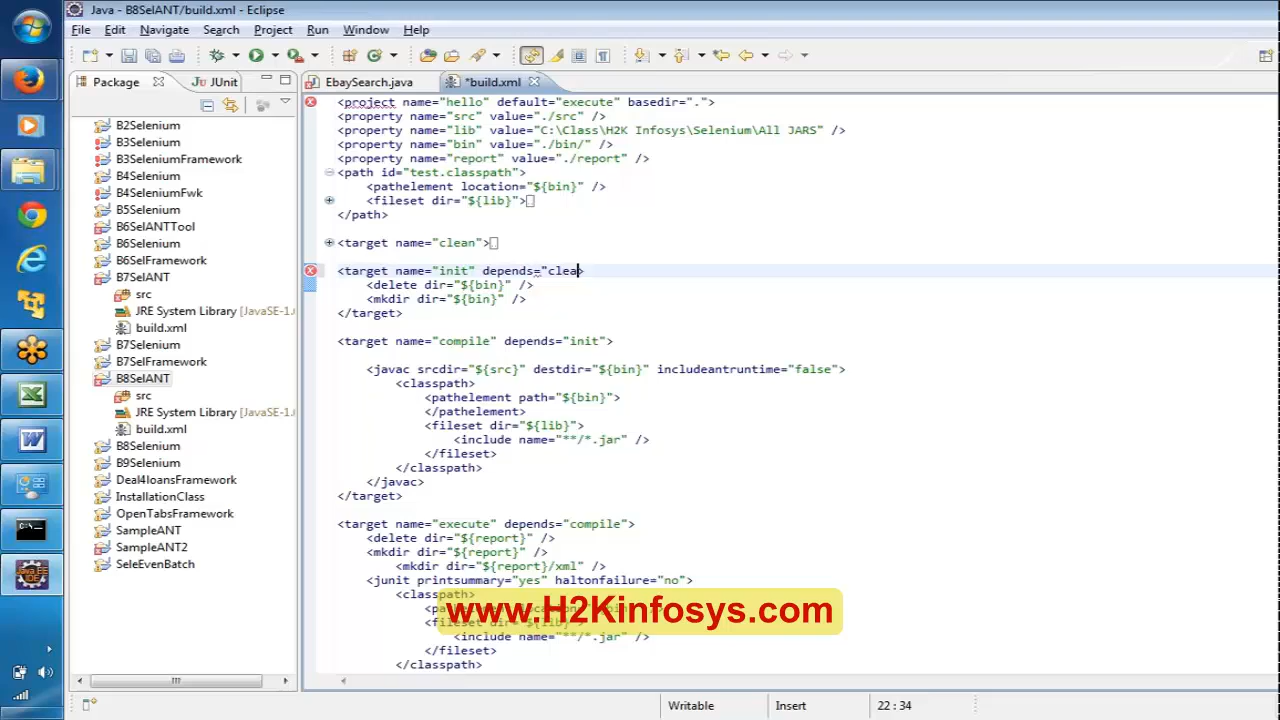 Java - B8SelANT/build.xml - Eclipse
File Edit Navigate Search Project Run Window Help
Package JUnit
EbaySearch.java *build.xml
B2Selenium
B3Selenium
B3SeleniumFramework
B4Selenium
B4SeleniumFwk
B5Selenium
B6SelANTTool
B6Selenium
B6SelFramework
B7SelANT
src
JRE System Library [JavaSE-1.
build.xml
B7Selenium
B7SelFramework
B8SelANT
src
JRE System Library [JavaSE-1.
build.xml
B8Selenium
B9Selenium
Deal4loansFramework
InstallationClass
OpenTabsFramework
SampleANT
SampleANT2
SeleEvenBatch
<project name="hello" default="execute" basedir=".">
<property name="src" value="./src" />
<property name="lib" value="C:\Class\H2K Infosys\Selenium\All JARS" />
<property name="bin" value="./bin/" />
<property name="report" value="./report" />
<path id="test.classpath">
<pathelement location="${bin}" />
<fileset dir="${lib}">
</path>
<target name="clean">
<target name="init" depends="clea>
<delete dir="${bin}" />
<mkdir dir="${bin}" />
</target>
<target name="compile" depends="init">
<javac srcdir="${src}" destdir="${bin}" includeantruntime="false">
<classpath>
<pathelement path="${bin}">
</pathelement>
<fileset dir="${lib}">
<include name="**/*.jar" />
</fileset>
</classpath>
</javac>
</target>
<target name="execute" depends="compile">
<delete dir="${report}" />
<mkdir dir="${report}" />
<mkdir dir="${report}/xml" />
<junit printsummary="yes" haltonfailure="no">
<classpath>
www.H2Kinfosys.com
<include name="**/*.jar" />
</fileset>
</classpath>
Writable Insert 22 : 34